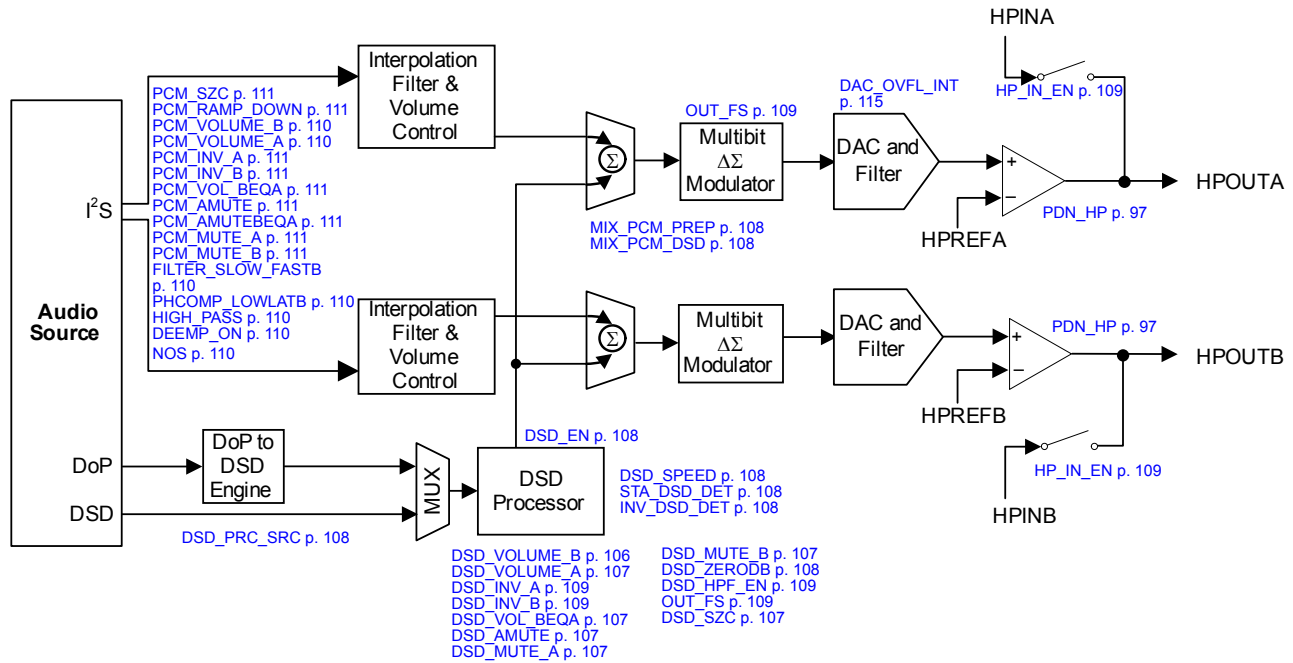 HPINA
HP_IN_EN p. 109
Interpolation
Filter &
Volume
Control
PCM_SZC p. 111
PCM_RAMP_DOWN p. 111
PCM_VOLUME_B p. 110
PCM_VOLUME_A p. 110
PCM_INV_A p. 111
PCM_INV_B p. 111
PCM_VOL_BEQA p. 111
PCM_AMUTE p. 111
PCM_AMUTEBEQA p. 111
PCM_MUTE_A p. 111
PCM_MUTE_B p. 111
FILTER_SLOW_FASTB
p. 110
PHCOMP_LOWLATB p. 110
HIGH_PASS p. 110
DEEMP_ON p. 110
NOS p. 110
I²S
Audio
Source
DoP
DSD
Σ
MIX_PCM_PREP p. 108
MIX_PCM_DSD p. 108
OUT_FS p. 109
Multibit
ΔΣ
Modulator
DAC_OVFL_INT
p. 115
DAC and
Filter
+
−
HPREFA
PDN_HP p. 97
HPOUTA
Interpolation
Filter &
Volume
Control
Σ
Multibit
ΔΣ
Modulator
DAC and
Filter
+
−
HPREFB
PDN_HP p. 97
HPOUTB
HP_IN_EN p. 109
HPINB
DoP to
DSD
Engine
DSD_PRC_SRC p. 108
MUX
DSD_EN p. 108
DSD
Processor
DSD_SPEED p. 108
STA_DSD_DET p. 108
INV_DSD_DET p. 108
DSD_VOLUME_B p. 106
DSD_VOLUME_A p. 107
DSD_INV_A p. 109
DSD_INV_B p. 109
DSD_VOL_BEQA p. 107
DSD_AMUTE p. 107
DSD_MUTE_A p. 107
DSD_MUTE_B p. 107
DSD_ZERODB p. 108
DSD_HPF_EN p. 109
OUT_FS p. 109
DSD_SZC p. 107